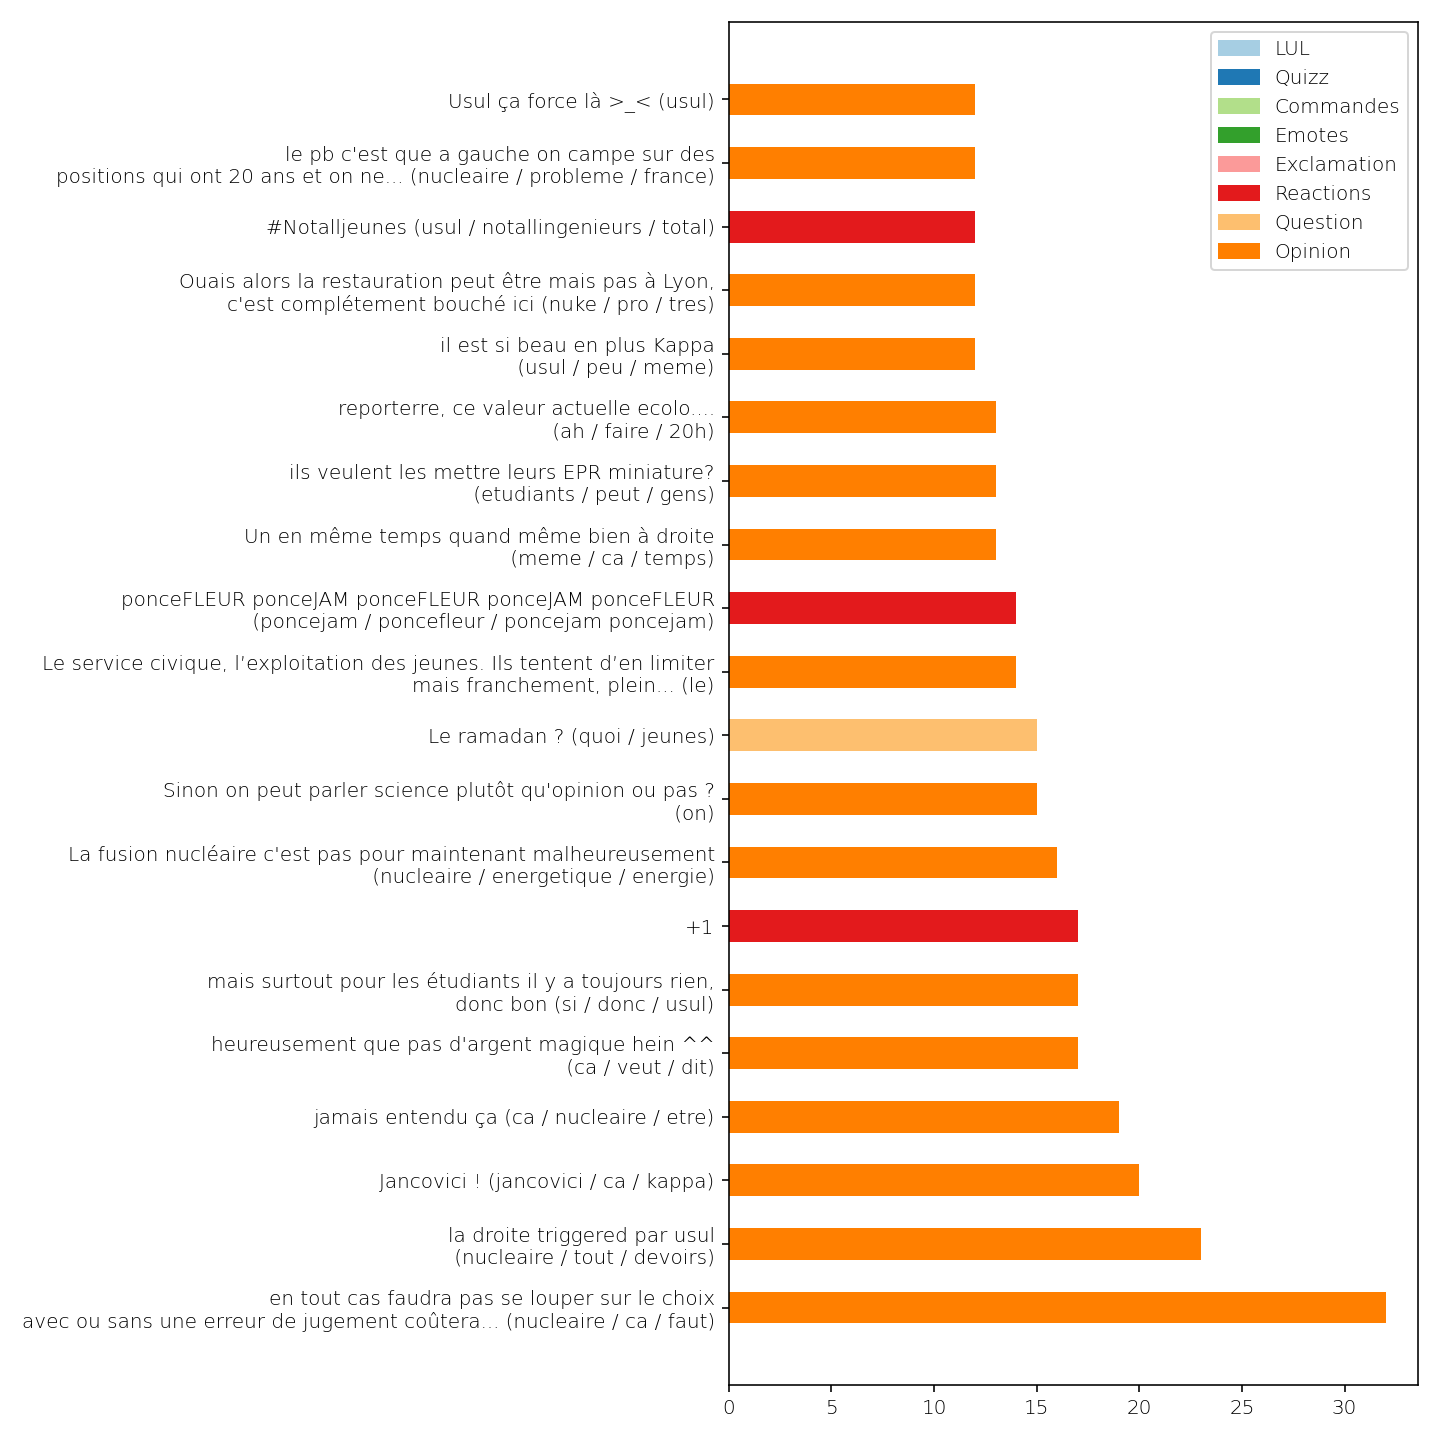 LUL
Quizz
Commandes
Emotes
Exclamation
Reactions
Question
Opinion
Usul ça force là >_< (usul)
le pb c'est que a gauche on campe sur des
positions qui ont 20 ans et on ne... (nucleaire / probleme / france)
#Notalljeunes (usul / notallingenieurs / total)
Ouais alors la restauration peut être mais pas à Lyon,
c'est complétement bouché ici (nuke / pro / tres)
il est si beau en plus Kappa
(usul / peu / meme)
reporterre, ce valeur actuelle ecolo....
(ah / faire / 20h)
ils veulent les mettre leurs EPR miniature?
(etudiants / peut / gens)
Un en même temps quand même bien à droite
(meme / ca / temps)
ponceFLEUR ponceJAM ponceFLEUR ponceJAM ponceFLEUR
(poncejam / poncefleur / poncejam poncejam)
Le service civique, l’exploitation des jeunes. Ils tentent d’en limiter
mais franchement, plein... (le)
Le ramadan ? (quoi / jeunes)
Sinon on peut parler science plutôt qu'opinion ou pas ?
(on)
La fusion nucléaire c'est pas pour maintenant malheureusement
(nucleaire / energetique / energie)
+1
mais surtout pour les étudiants il y a toujours rien,
donc bon (si / donc / usul)
heureusement que pas d'argent magique hein ^^
(ca / veut / dit)
jamais entendu ça (ca / nucleaire / etre)
Jancovici ! (jancovici / ca / kappa)
la droite triggered par usul
(nucleaire / tout / devoirs)
en tout cas faudra pas se louper sur le choix
avec ou sans une erreur de jugement coûtera... (nucleaire / ca / faut)
0 5 10 15 20 25 30